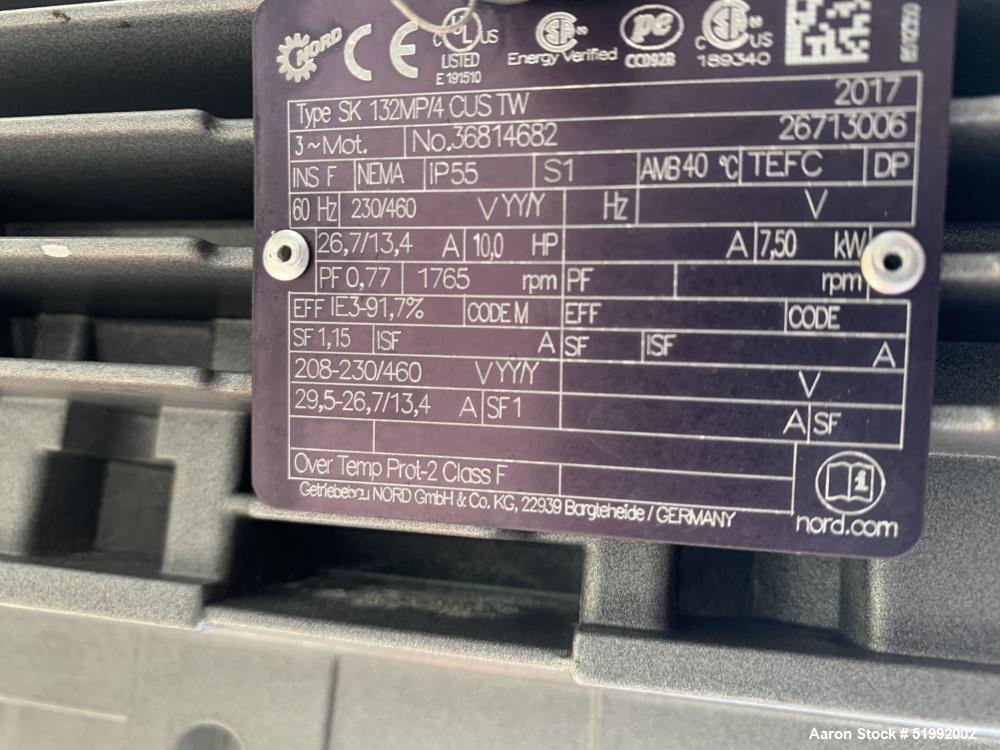 NORD CE c UL US LISTED E191510 Energy Verified CC092B c US 189340
Type SK 132MP/4 CUS TW 2017
3~Mot. No.36814682 26713006
INS F NEMA IP55 S1 AMB 40 °C TEFC DP
60 Hz 230/460 V YY/Y Hz V
26,7/13,4 A 10,0 HP A 7,50 kW
PF 0,77 1765 rpm PF rpm
EFF IE3-91,7% CODE M EFF CODE
SF 1,15 ISF A SF ISF A
208-230/460 V YY/Y V
29,5-26,7/13,4 A SF 1 A SF
Over Temp Prot-2 Class F
Getriebebau NORD GmbH & Co. KG, 22939 Bargteheide / GERMANY
nord.com
Aaron Stock # 51992002